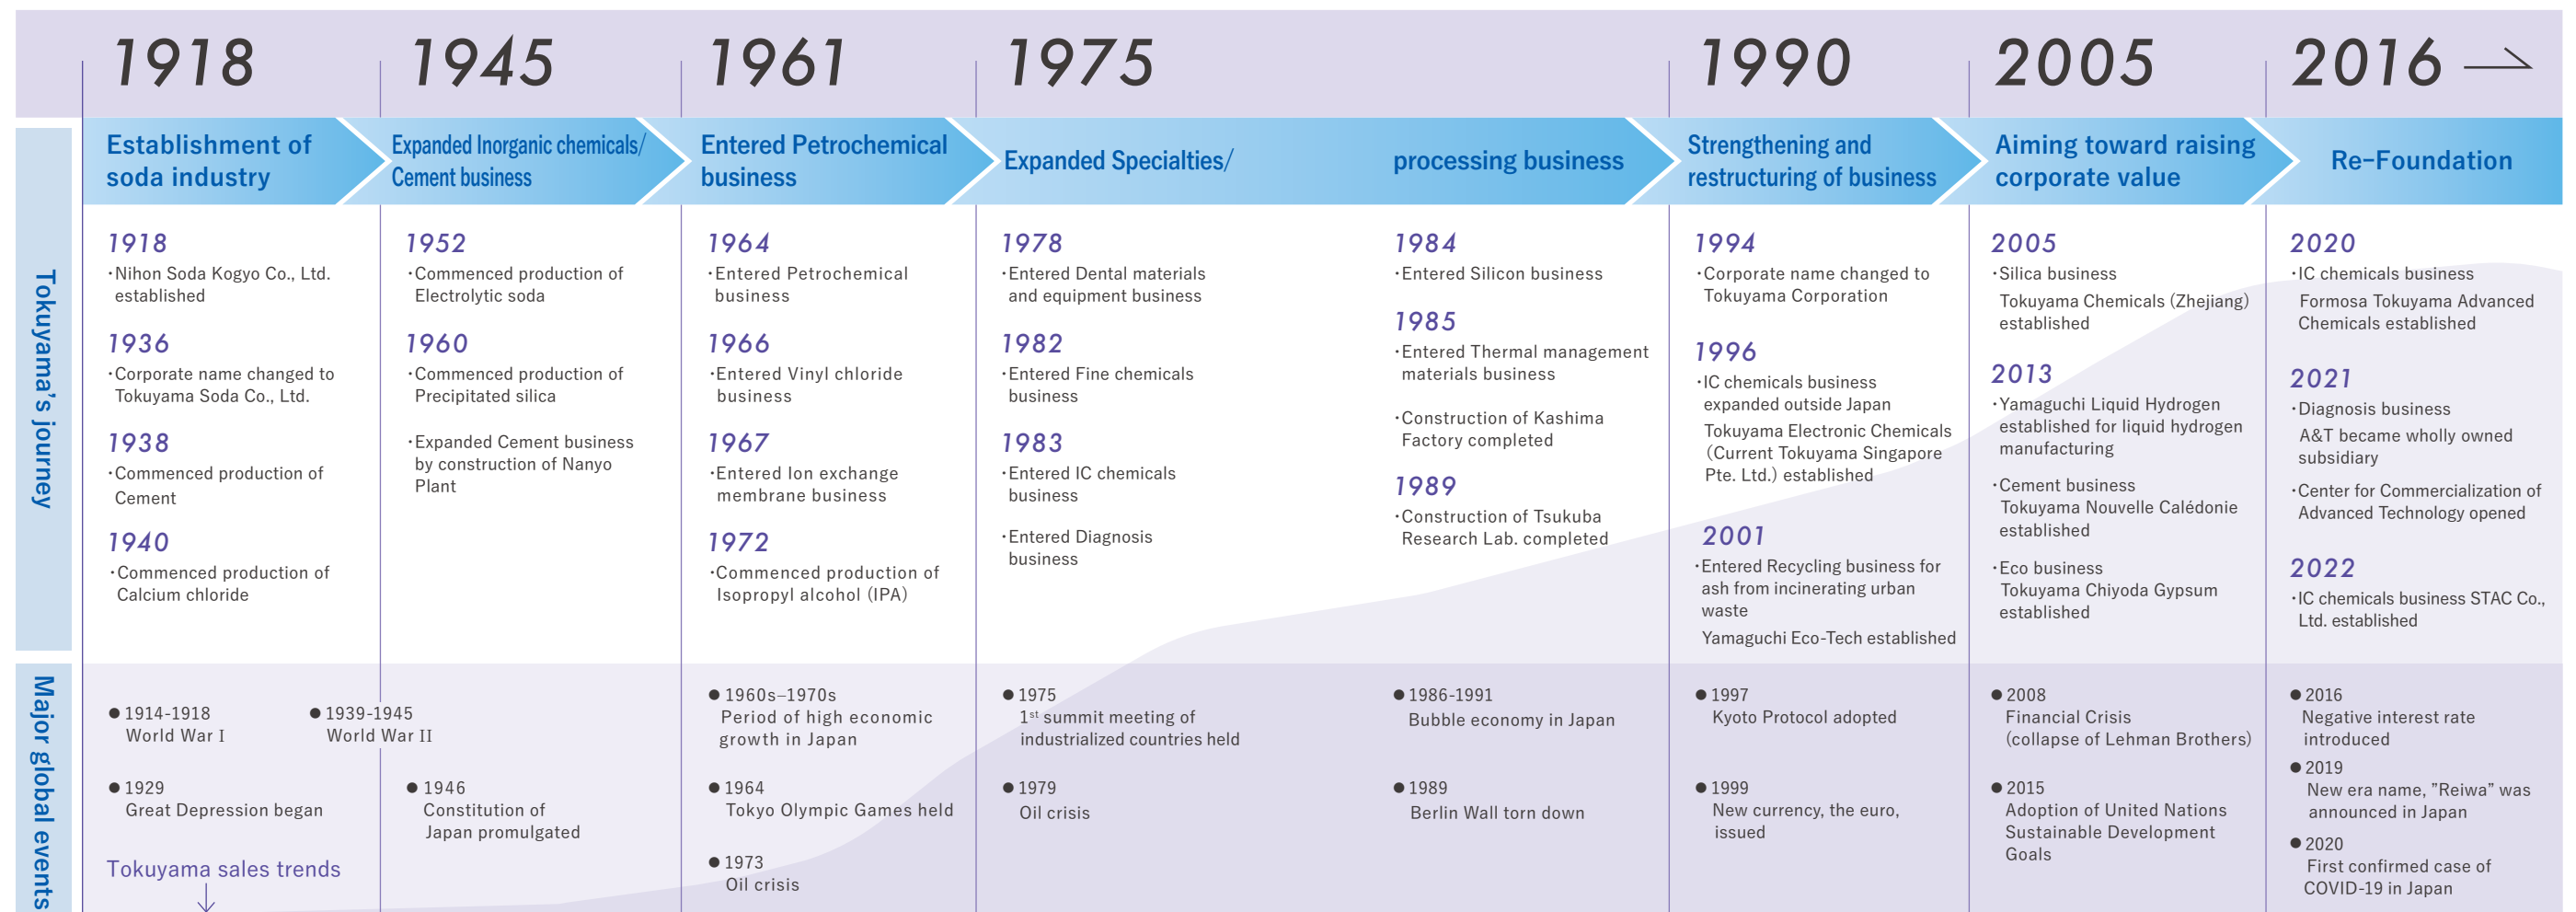 1918
1945
1961
1975
1990
2005
2016
Establishment of
soda industry
Expanded Inorganic chemicals/
Cement business
Entered Petrochemical
business
Expanded Specialties/
processing business
Strengthening and
restructuring of business
Aiming toward raising
corporate value
Re-Foundation
Tokuyama's journey
1918
・Nihon Soda Kogyo Co., Ltd.
established
1936
・Corporate name changed to
Tokuyama Soda Co., Ltd.
1938
・Commenced production of
Cement
1940
・Commenced production of
Calcium chloride
1952
・Commenced production of
Electrolytic soda
1960
・Commenced production of
Precipitated silica
・Expanded Cement business
by construction of Nanyo
Plant
1964
・Entered Petrochemical
business
1966
・Entered Vinyl chloride
business
1967
・Entered Ion exchange
membrane business
1972
・Commenced production of
Isopropyl alcohol (IPA)
1978
・Entered Dental materials
and equipment business
1982
・Entered Fine chemicals
business
1983
・Entered IC chemicals
business
・Entered Diagnosis
business
1984
・Entered Silicon business
1985
・Entered Thermal management
materials business
・Construction of Kashima
Factory completed
1989
・Construction of Tsukuba
Research Lab. completed
1994
・Corporate name changed to
Tokuyama Corporation
1996
・IC chemicals business
expanded outside Japan
Tokuyama Electronic Chemicals
(Current Tokuyama Singapore
Pte. Ltd.) established
2001
・Entered Recycling business for
ash from incinerating urban
waste
Yamaguchi Eco-Tech established
2005
・Silica business
Tokuyama Chemicals (Zhejiang)
established
2013
・Yamaguchi Liquid Hydrogen
established for liquid hydrogen
manufacturing
・Cement business
Tokuyama Nouvelle Calédonie
established
・Eco business
Tokuyama Chiyoda Gypsum
established
2020
・IC chemicals business
Formosa Tokuyama Advanced
Chemicals established
2021
・Diagnosis business
A&T became wholly owned
subsidiary
・Center for Commercialization of
Advanced Technology opened
2022
・IC chemicals business STAC Co.,
Ltd. established
Major global events
● 1914-1918
World War I
● 1929
Great Depression began
● 1939-1945
World War II
● 1946
Constitution of
Japan promulgated
● 1960s–1970s
Period of high economic
growth in Japan
● 1964
Tokyo Olympic Games held
● 1973
Oil crisis
● 1975
1st summit meeting of
industrialized countries held
● 1979
Oil crisis
● 1986-1991
Bubble economy in Japan
● 1989
Berlin Wall torn down
● 1997
Kyoto Protocol adopted
● 1999
New currency, the euro,
issued
● 2008
Financial Crisis
(collapse of Lehman Brothers)
● 2015
Adoption of United Nations
Sustainable Development
Goals
● 2016
Negative interest rate
introduced
● 2019
New era name, "Reiwa" was
announced in Japan
● 2020
First confirmed case of
COVID-19 in Japan
Tokuyama sales trends